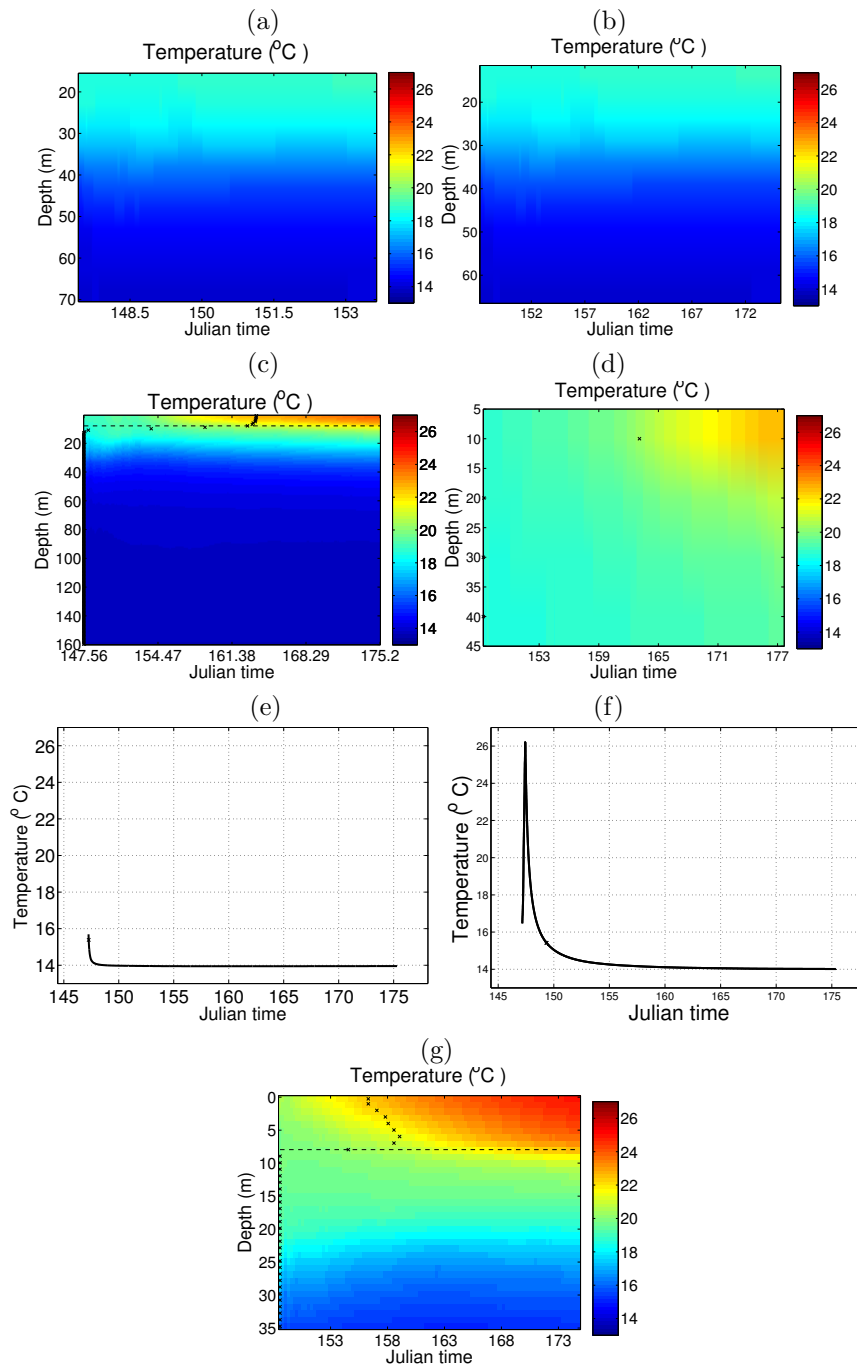 (a)
(b)
Temperature (°C)
Temperature (°C)
20
30
40
50
60
70
Depth (m)
148.5 150 151.5 153
Julian time
26
24
22
20
18
16
14
20
30
40
50
60
Depth (m)
152 157 162 167 172
Julian time
26
24
22
20
18
16
14
(c)
(d)
Temperature (°C)
Temperature (°C)
20
40
60
80
100
120
140
160
Depth (m)
147.56 154.47 161.38 168.29 175.2
Julian time
26
24
22
20
18
16
14
5
10
15
20
25
30
35
40
45
Depth (m)
153 159 165 171 177
Julian time
26
24
22
20
18
16
14
(e)
(f)
26
24
22
20
18
16
14
Temperature (° C)
145 150 155 160 165 170 175
Julian time
26
24
22
20
18
16
14
Temperature (° C)
145 150 155 160 165 170 175
Julian time
(g)
Temperature (°C)
0
5
10
15
20
25
30
35
Depth (m)
153 158 163 168 173
Julian time
26
24
22
20
18
16
14